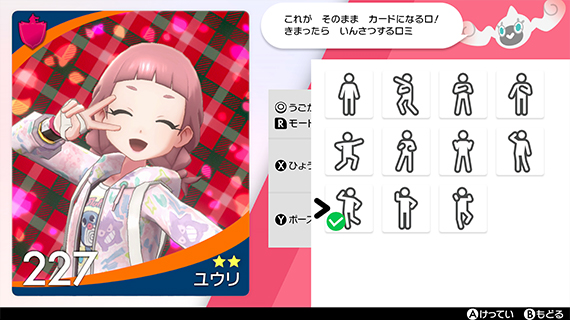 これが　そのまま　カードになるロ!
きまったら　いんさつするロミ
うごか
R モード
X ひょう
Y ポーズ
227
ユウリ
A けってい B もどる